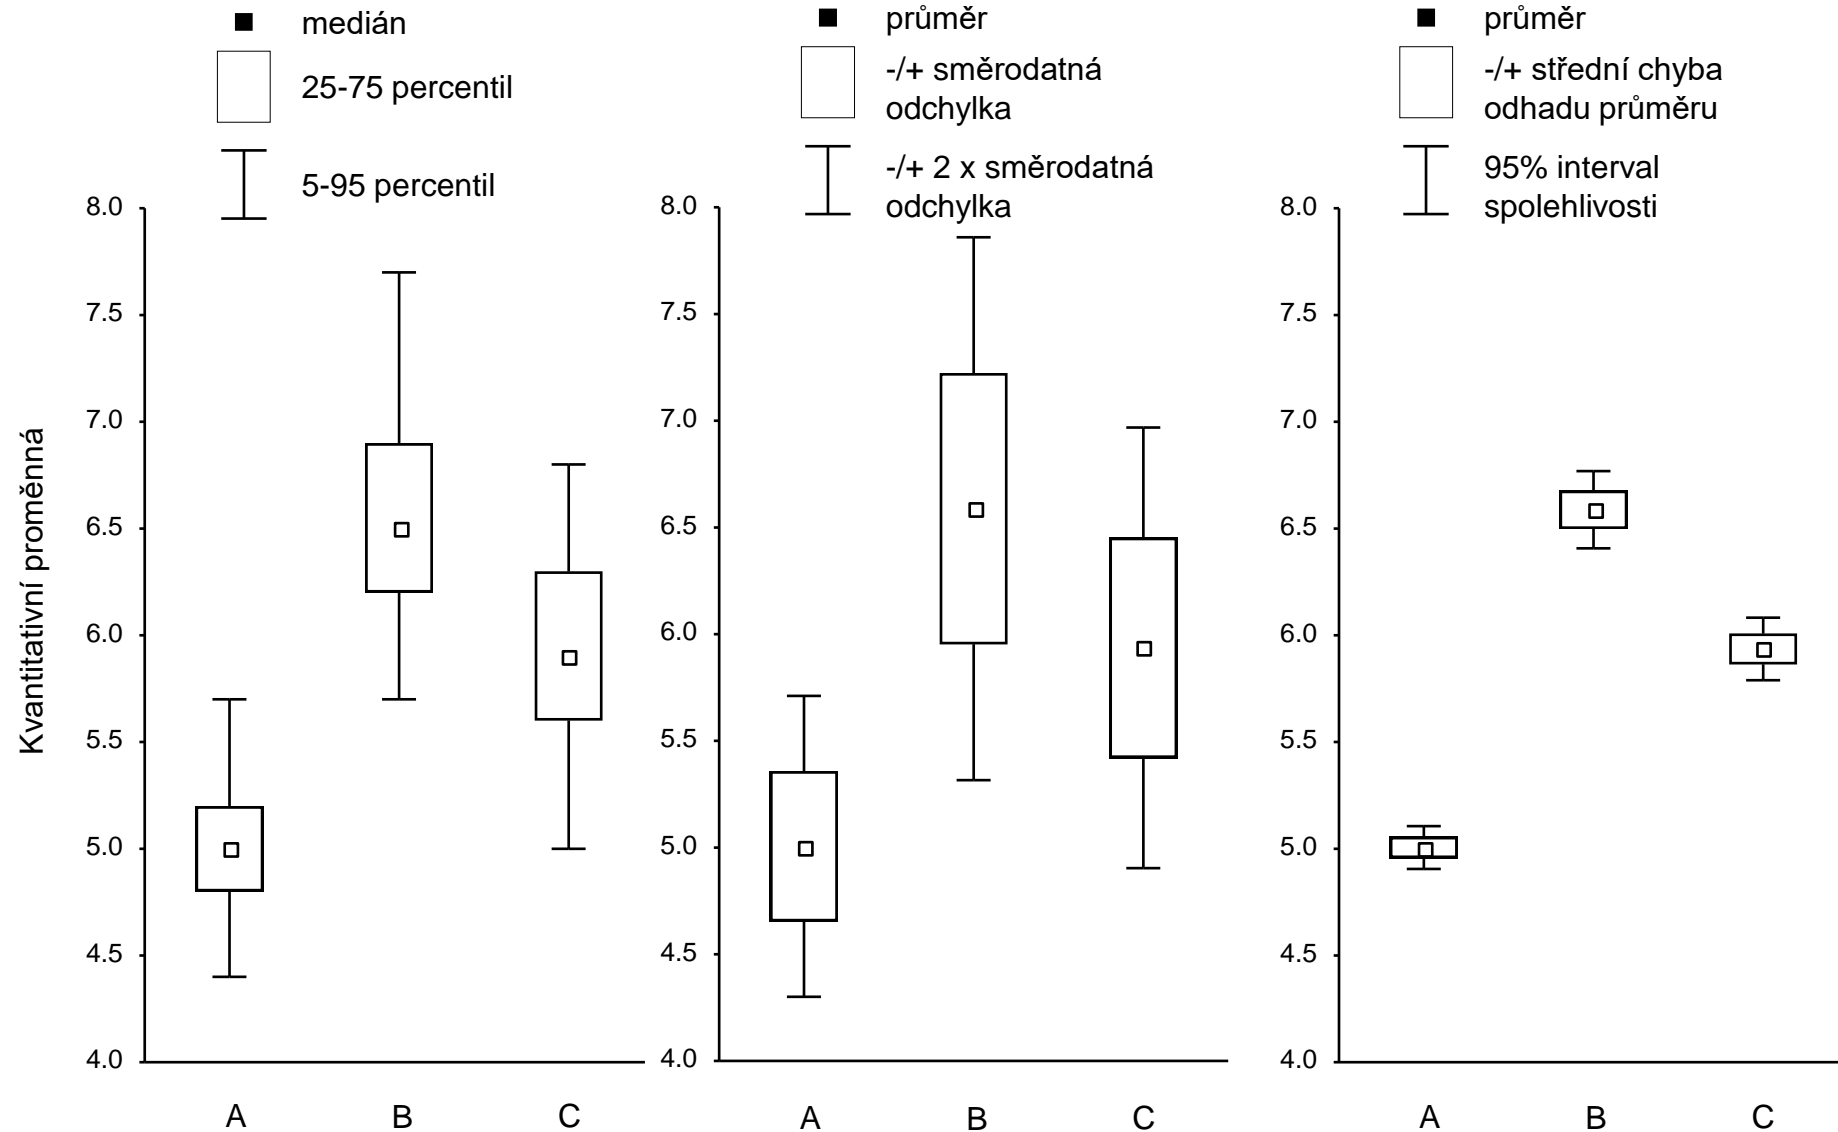 medián
25-75 percentil
5-95 percentil
průměr
-/+ směrodatná
odchylka
-/+ 2 x směrodatná
odchylka
průměr
-/+ střední chyba
odhadu průměru
95% interval
spolehlivosti
Kvantitativní proměnná
8.0
7.5
7.0
6.5
6.0
5.5
5.0
4.5
4.0
A B C
8.0
7.5
7.0
6.5
6.0
5.5
5.0
4.5
4.0
A B C
8.0
7.5
7.0
6.5
6.0
5.5
5.0
4.5
4.0
A B C